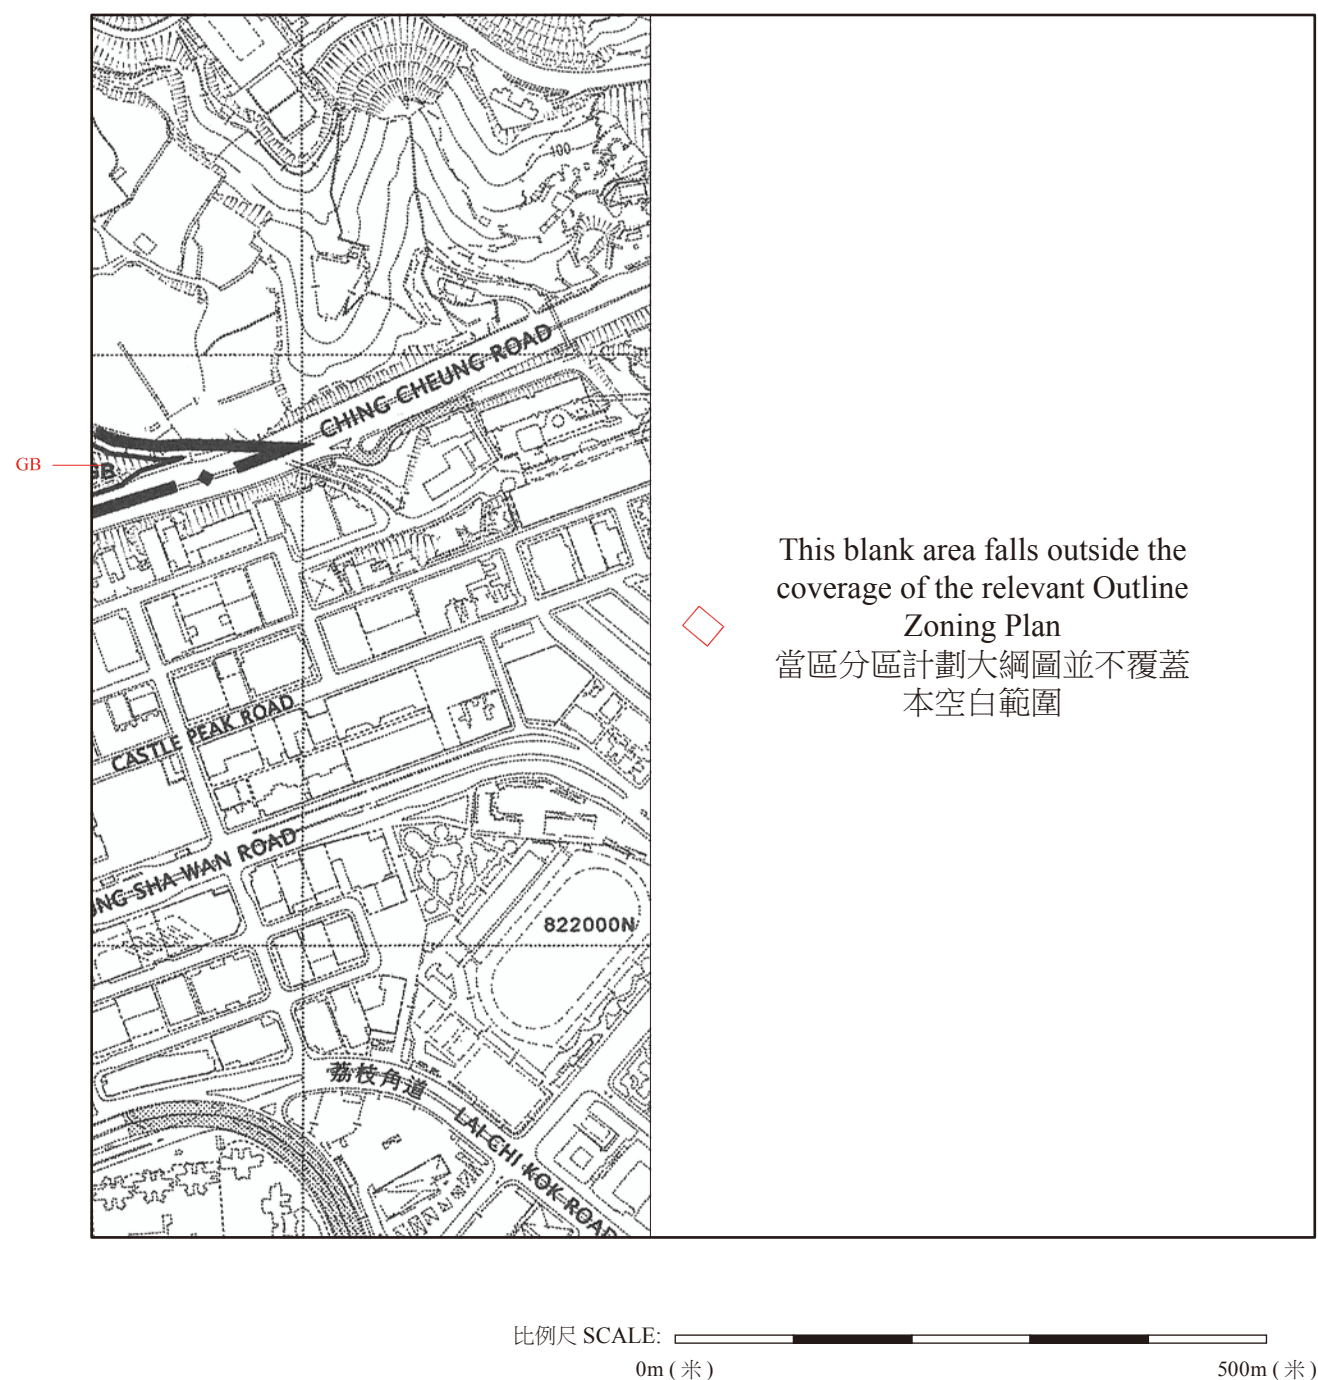 100
CHING CHEUNG ROAD
GB
GB
This blank area falls outside the
coverage of the relevant Outline
Zoning Plan
當區分區計劃大綱圖並不覆蓋
本空白範圍
CASTLE PEAK ROAD
UNG SHA WAN ROAD
822000N
荔枝角道
LAI CHI KOK ROAD
比例尺 SCALE:
0m ( 米 )
500m ( 米 )